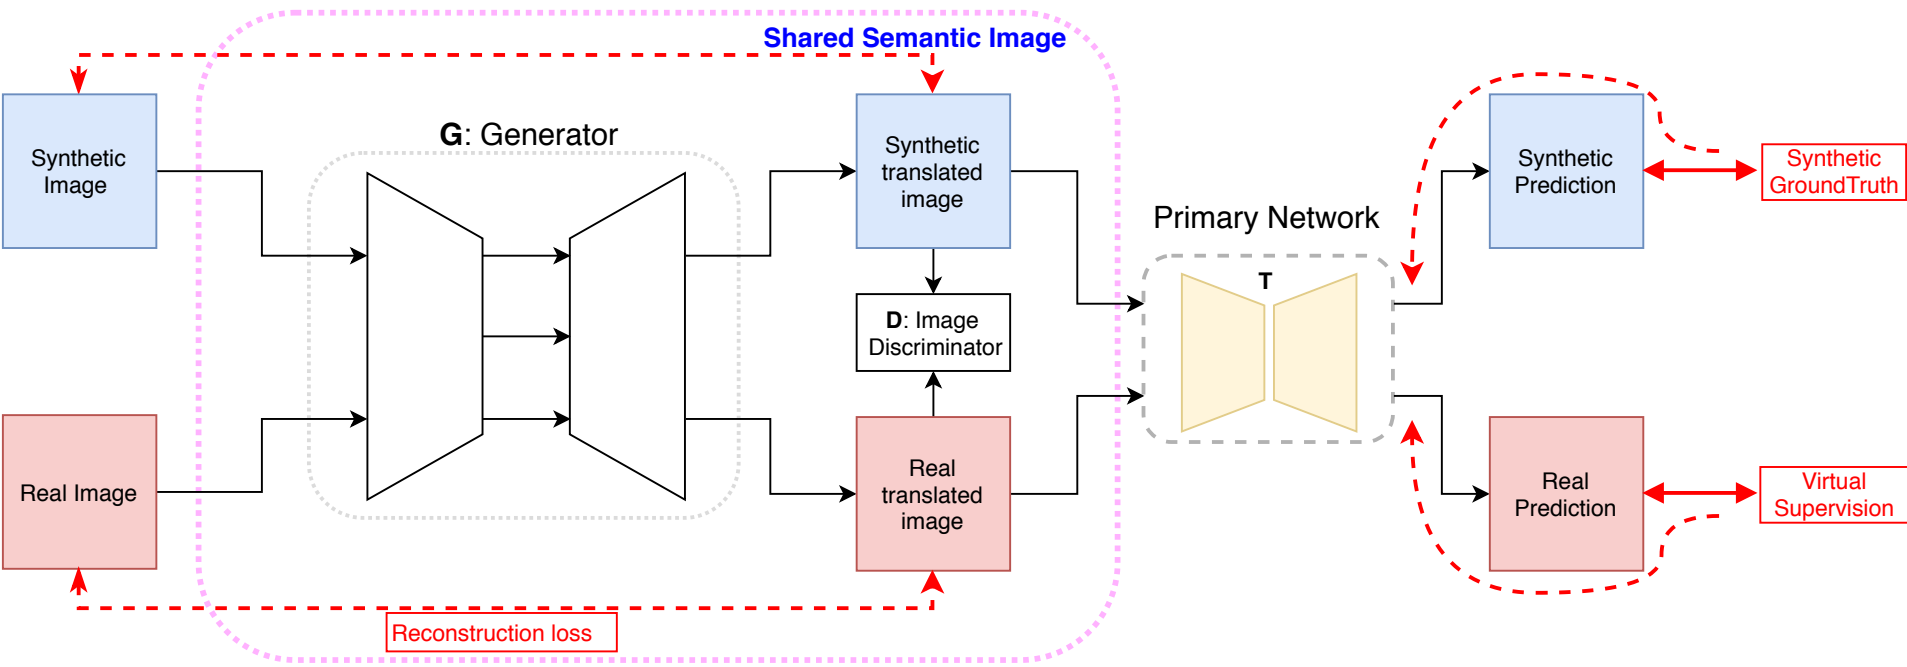 Shared Semantic Image
Synthetic
Image
G: Generator
Synthetic
translated
image
D: Image
Discriminator
Real Image
Real
translated
image
Reconstruction loss
Primary Network
T
Synthetic
Prediction
Synthetic
GroundTruth
Real
Prediction
Virtual
Supervision